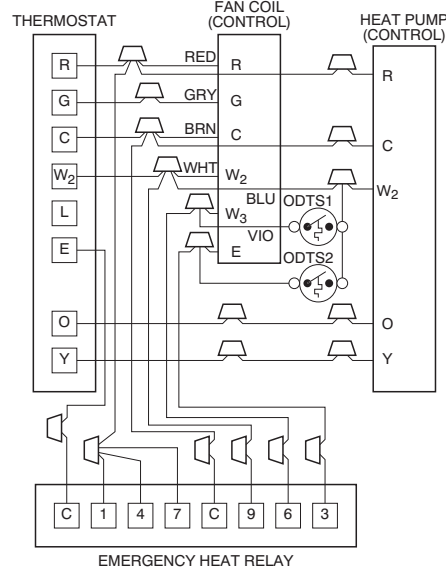 THERMOSTAT
FAN COIL
(CONTROL)
HEAT PUMP
(CONTROL)
R
RED
R
R
G
GRY
G
C
BRN
C
C
W2
WHT
W2
W2
L
BLU
W3
ODTS1
VIO
E
E
ODTS2
O
O
Y
Y
C
1
4
7
C
9
6
3
EMERGENCY HEAT RELAY